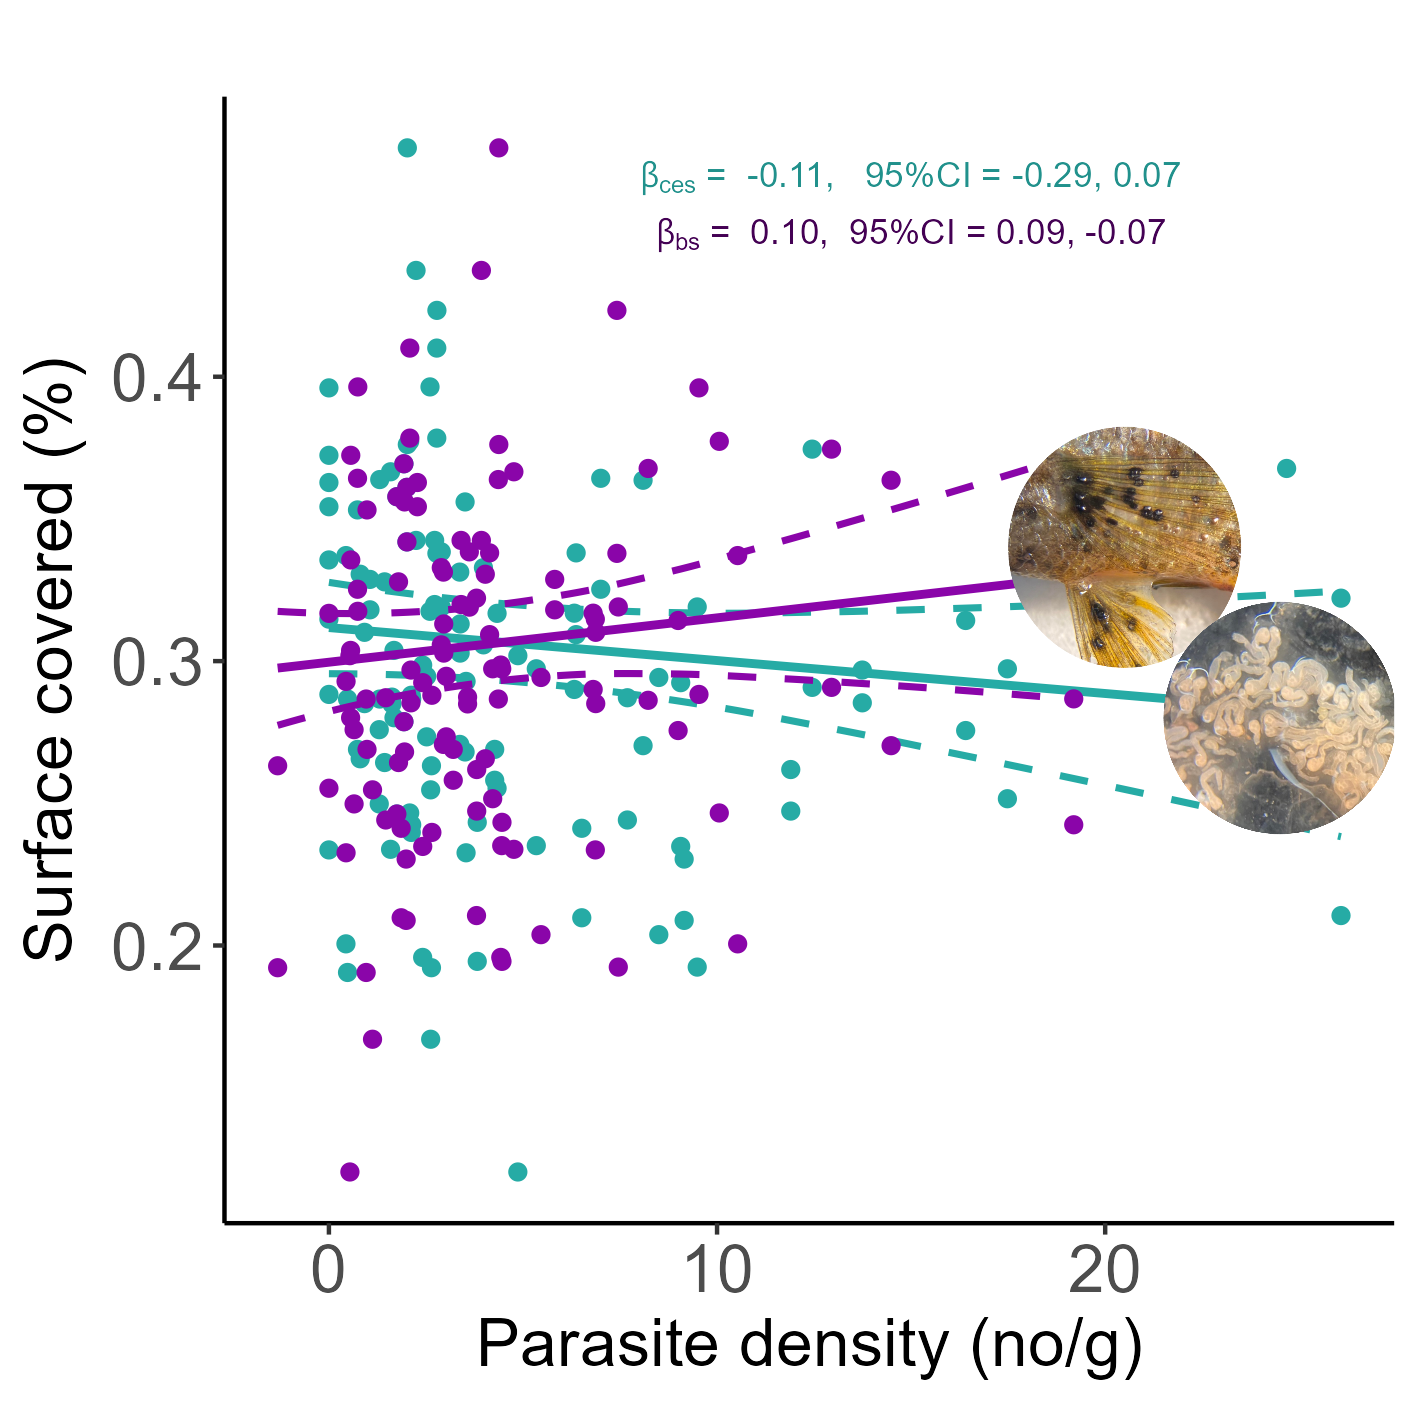 βces = -0.11, 95%CI = -0.29, 0.07
βbs = 0.10, 95%CI = 0.09, -0.07
0.4
0.3
0.2
Surface covered (%)
0 10 20
Parasite density (no/g)